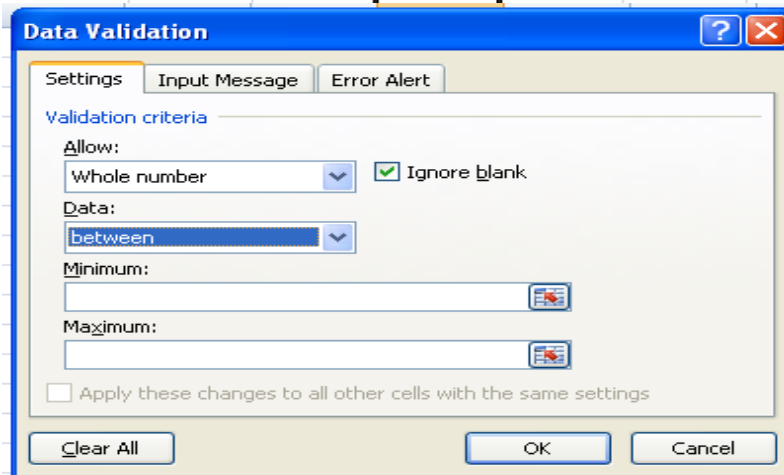 Data Validation
Settings Input Message Error Alert
Validation criteria
Allow:
Whole number Ignore blank
Data:
between
Minimum:
Maximum:
Apply these changes to all other cells with the same settings
Clear All OK Cancel